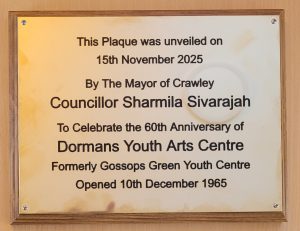 This Plaque was unveiled on
15th November 2025
By The Mayor of Crawley
Councillor Sharmila Sivarajah
To Celebrate the 60th Anniversary of
Dormans Youth Arts Centre
Formerly Gossops Green Youth Centre
Opened 10th December 1965